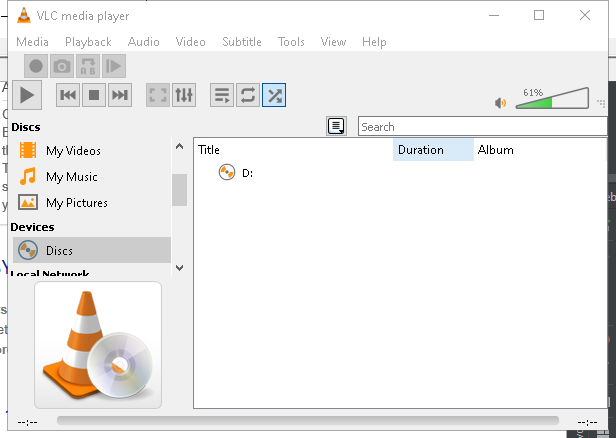 VLC media player
Media Playback Audio Video Subtitle Tools View Help
A B
61%
Discs
Search
My Videos
My Music
My Pictures
Devices
Discs
Local Network
Title Duration Album
D:
--:-- --:--